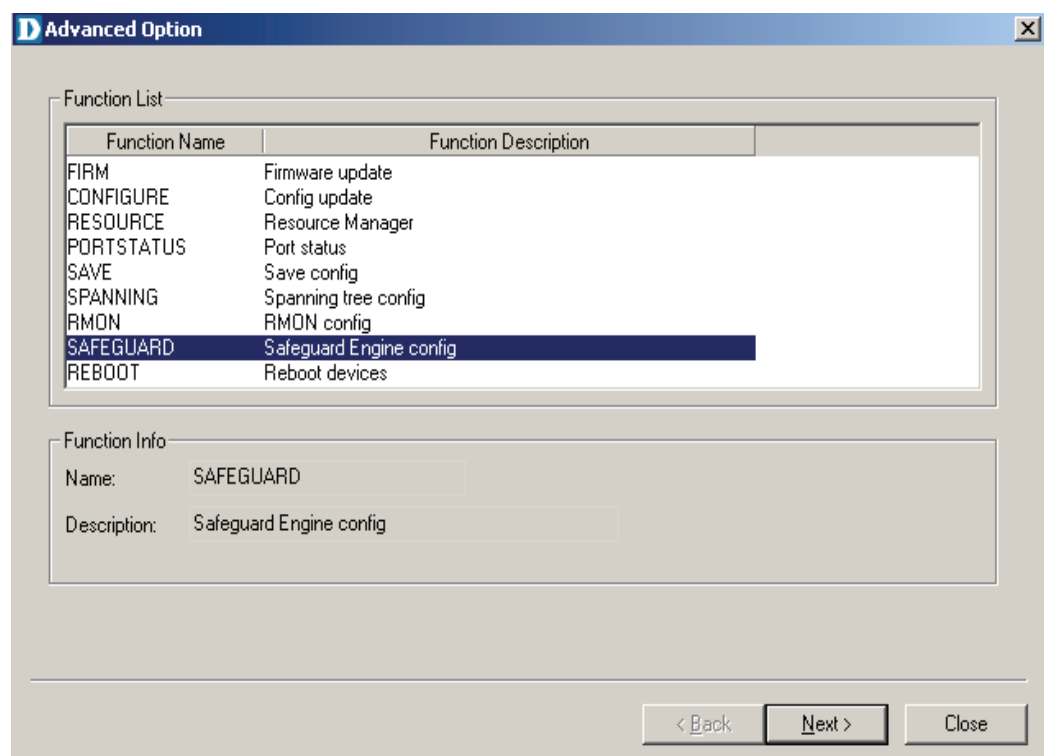 D Advanced Option
Function List
Function Name Function Description
FIRM Firmware update
CONFIGURE Config update
RESOURCE Resource Manager
PORTSTATUS Port status
SAVE Save config
SPANNING Spanning tree config
RMON RMON config
SAFEGUARD Safeguard Engine config
REBOOT Reboot devices
Function Info
Name: SAFEGUARD
Description: Safeguard Engine config
< Back Next > Close